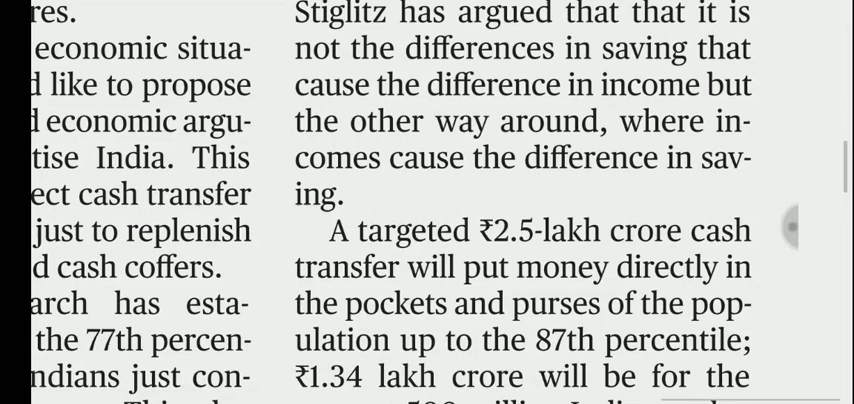 res.
economic situa-
d like to propose
d economic argu-
tise India. This
ect cash transfer
just to replenish
d cash coffers.
arch has esta-
the 77th percen-
ndians just con-
Stiglitz has argued that that it is
not the differences in saving that
cause the difference in income but
the other way around, where in-
comes cause the difference in sav-
ing.
A targeted ₹2.5-lakh crore cash
transfer will put money directly in
the pockets and purses of the pop-
ulation up to the 87th percentile;
₹1.34 lakh crore will be for the